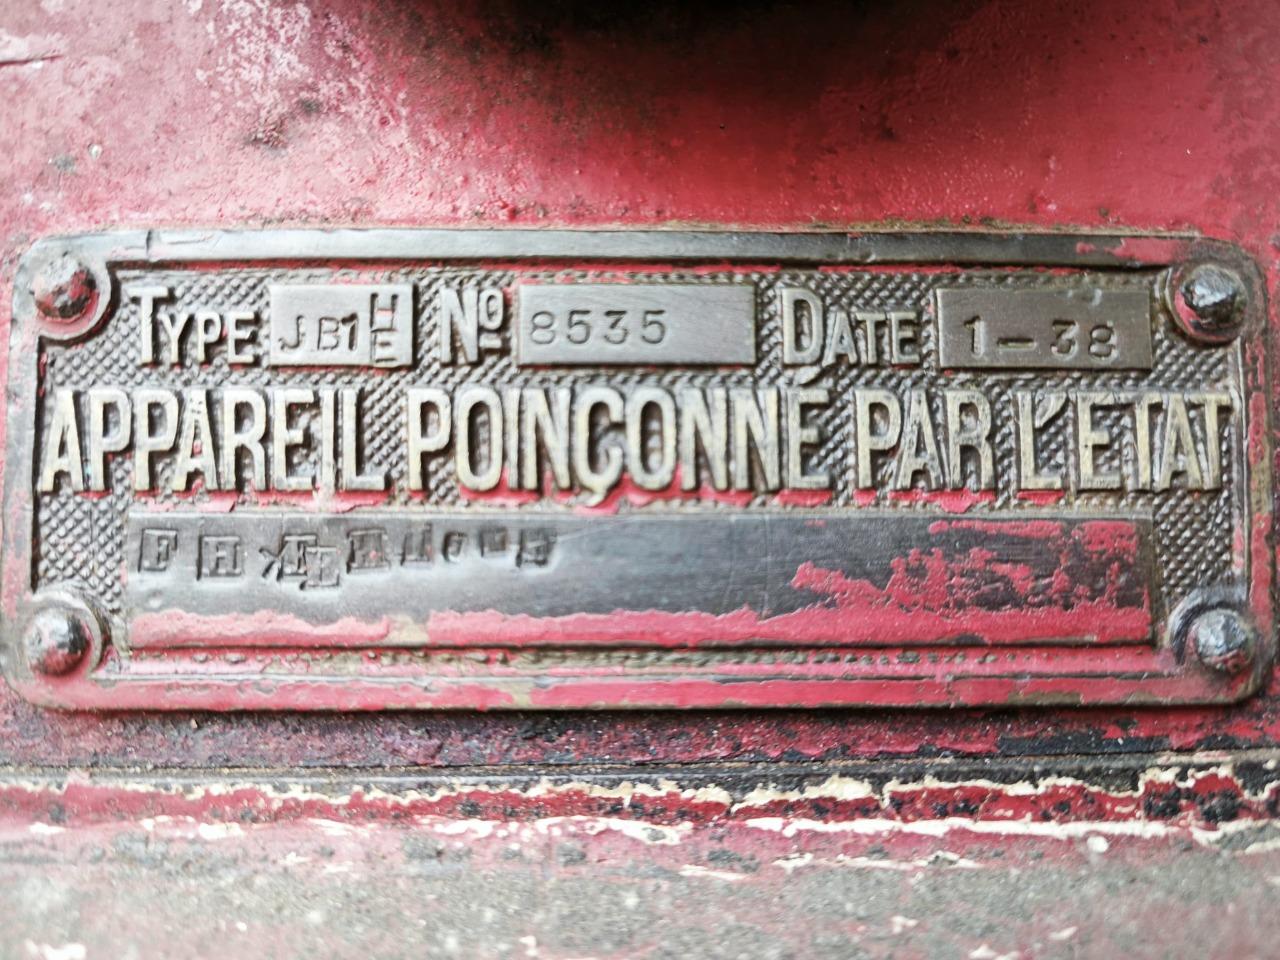 TYPE JB1 Nº 8535 DATE 1-38
APPAREIL POINÇONNÉ PAR L'ETAT